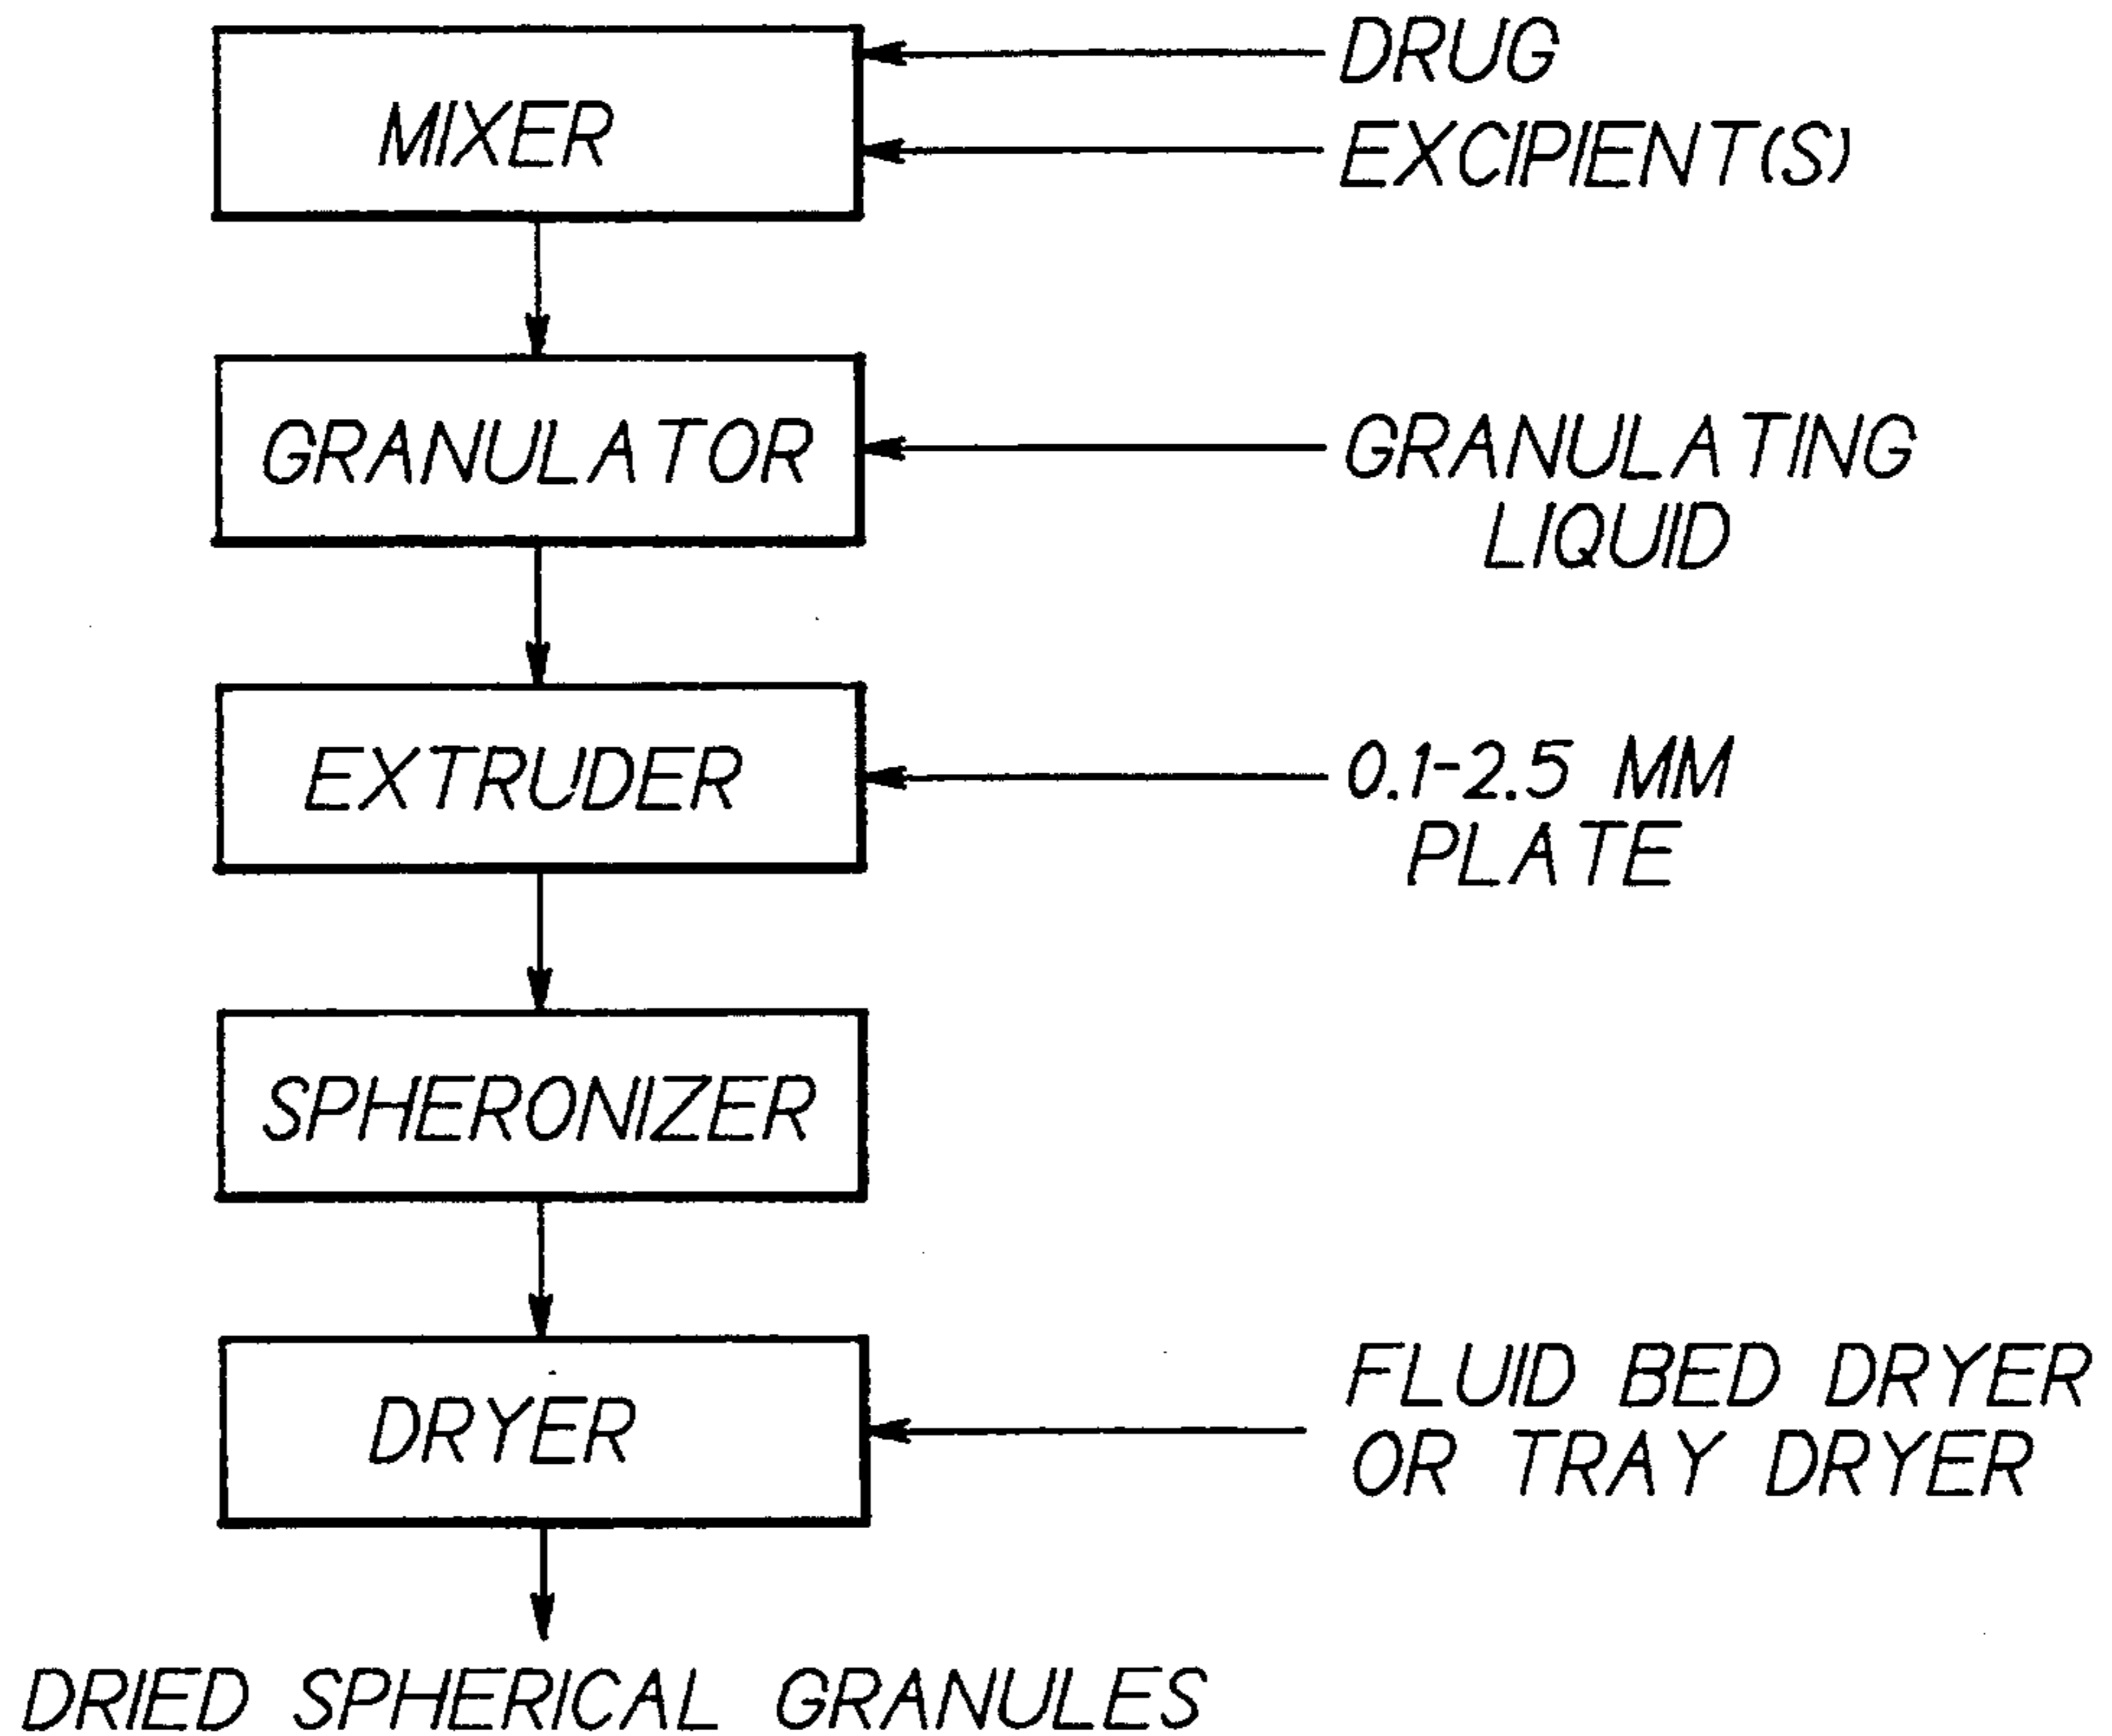 MIXER
DRUG
EXCIPIENT(S)
GRANULATOR
GRANULATING
LIQUID
EXTRUDER
0.1-2.5 MM
PLATE
SPHERONIZER
DRYER
FLUID BED DRYER
OR TRAY DRYER
DRIED SPHERICAL GRANULES